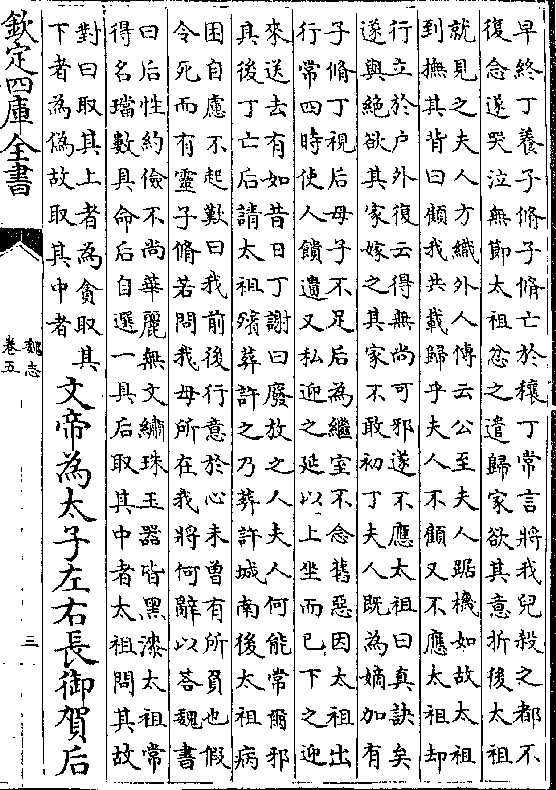 早終丁養子脩子脩亡於穰丁常言將我兒殺之都不
復念遂哭泣無節太祖忿之遣歸家欲其意折後太祖
就見之夫人方織外人傳云公至夫人踞機如故太祖
到撫其背曰顧我共載歸乎夫人不顧又不應太祖却
行立於户外復云得無尚可邪遂不應太祖曰真訣矣
遂與絕欲其家嫁之其家不敢初丁夫人既為嫡加有
子脩丁視后母子不足后為繼室不念舊惡因太祖出
行常四時使人饋遺又私迎之延以上坐而已下之迎
來送去有如昔日丁謝曰廢放之人夫人何能常爾邪
其後丁亡后請太祖殯葬許之乃葬許城南後太祖病
困自慮不起歎曰我前後行意於心未曾有所負也假
令死而有靈子脩若問我母所在我將何辭以荅魏書
曰后性約儉不尚華麗無文繡珠玉器皆黑漆太祖常
得名璫數具命后自選一具后取其中者太祖問其故
對曰取其上者為貪取其
下者為偽故取其中者
文帝為太子左右長御賀后
欽定四庫全書
魏志
卷五
三